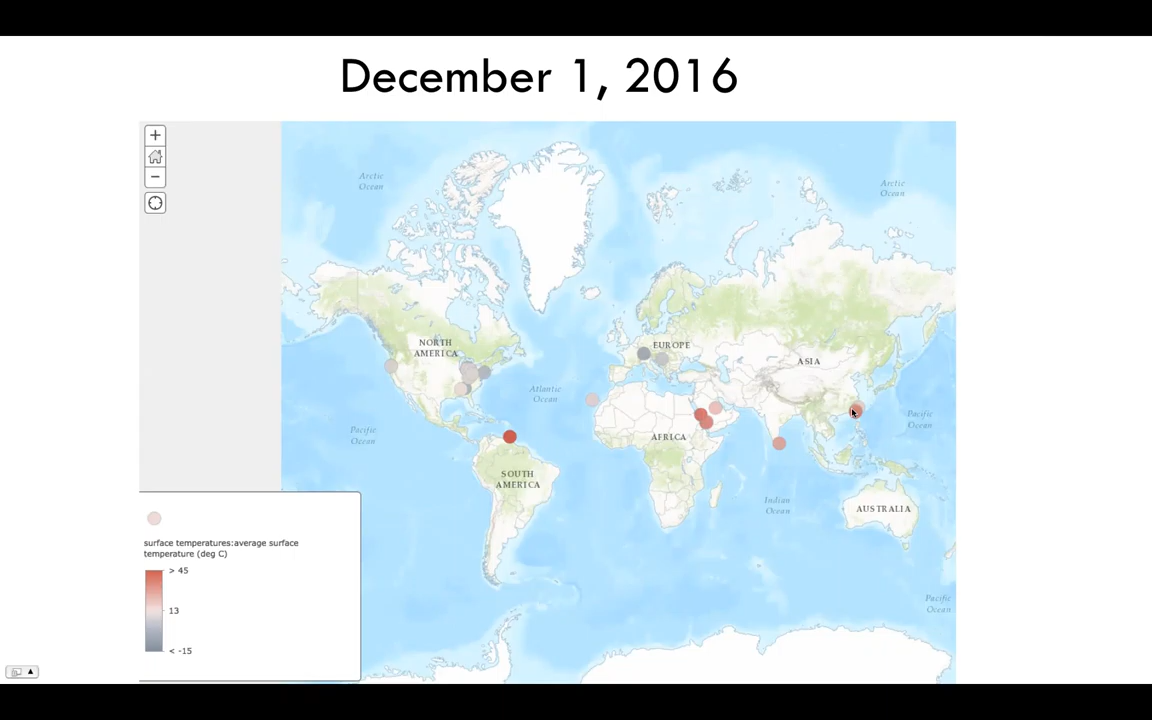 December 1, 2016
+
−
Arctic
Ocean
Arctic
Ocean
NORTH
AMERICA
EUROPE
ASIA
Atlantic
Ocean
Pacific
Ocean
Pacific
Ocean
AFRICA
SOUTH
AMERICA
Indian
Ocean
AUSTRALIA
Pacific
Ocean
surface temperatures:average surface
temperature (deg C)
> 45
13
< -15